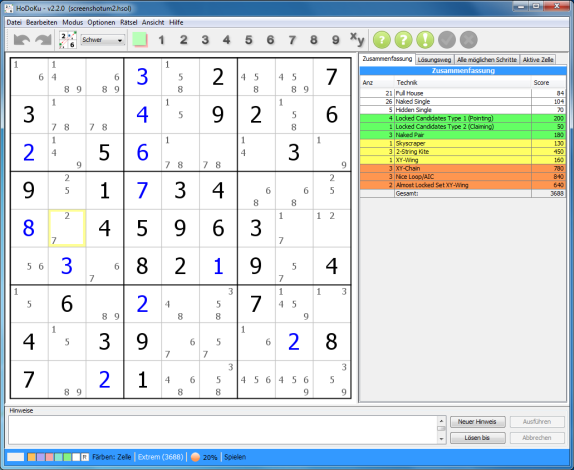 HoDoKu - v2.2.0 (screenshotum2.hsol)
Datei Bearbeiten Modus Optionen Rätsel Ansicht Hilfe
Schwer 1 2 3 4 5 6 7 8 9 xy ? ? !
Zusammenfassung Lösungsweg Alle möglichen Schritte Aktive Zelle
Zusammenfassung
Anz Technik Score
21 Full House 84
26 Naked Single 104
5 Hidden Single 70
4 Locked Candidates Type 1 (Pointing) 200
1 Locked Candidates Type 2 (Claiming) 50
3 Naked Pair 180
1 Skyscraper 130
3 2-String Kite 450
1 XY-Wing 160
3 XY-Chain 780
3 Nice Loop/AIC 840
2 Almost Locked Set XY-Wing 640
Gesamt: 3688
1 6 1 4 8 9 6 8 9 3 1 5 8 2 4 5 8 4 5 8 9 7
3 1 7 8 7 8 4 1 5 9 2 1 5 8 6
2 1 4 9 5 6 1 7 8 7 8 1 4 3 1 9
9 2 5 1 7 3 4 6 8 6 8 2 5
8 2 7 4 5 9 6 3 1 7 1 2
5 6 3 6 7 8 2 1 9 5 7 4
1 5 6 8 9 2 4 8 3 5 8 7 1 4 5 9 1 3
4 1 5 3 9 6 7 5 7 1 6 2 8
7 8 9 2 1 4 6 8 3 5 8 4 5 6 4 5 6 9 3 9
Hinweise
Neuer Hinweis Ausführen
Lösen bis Abbrechen
R Färben: Zelle Extrem (3688) 20% Spielen